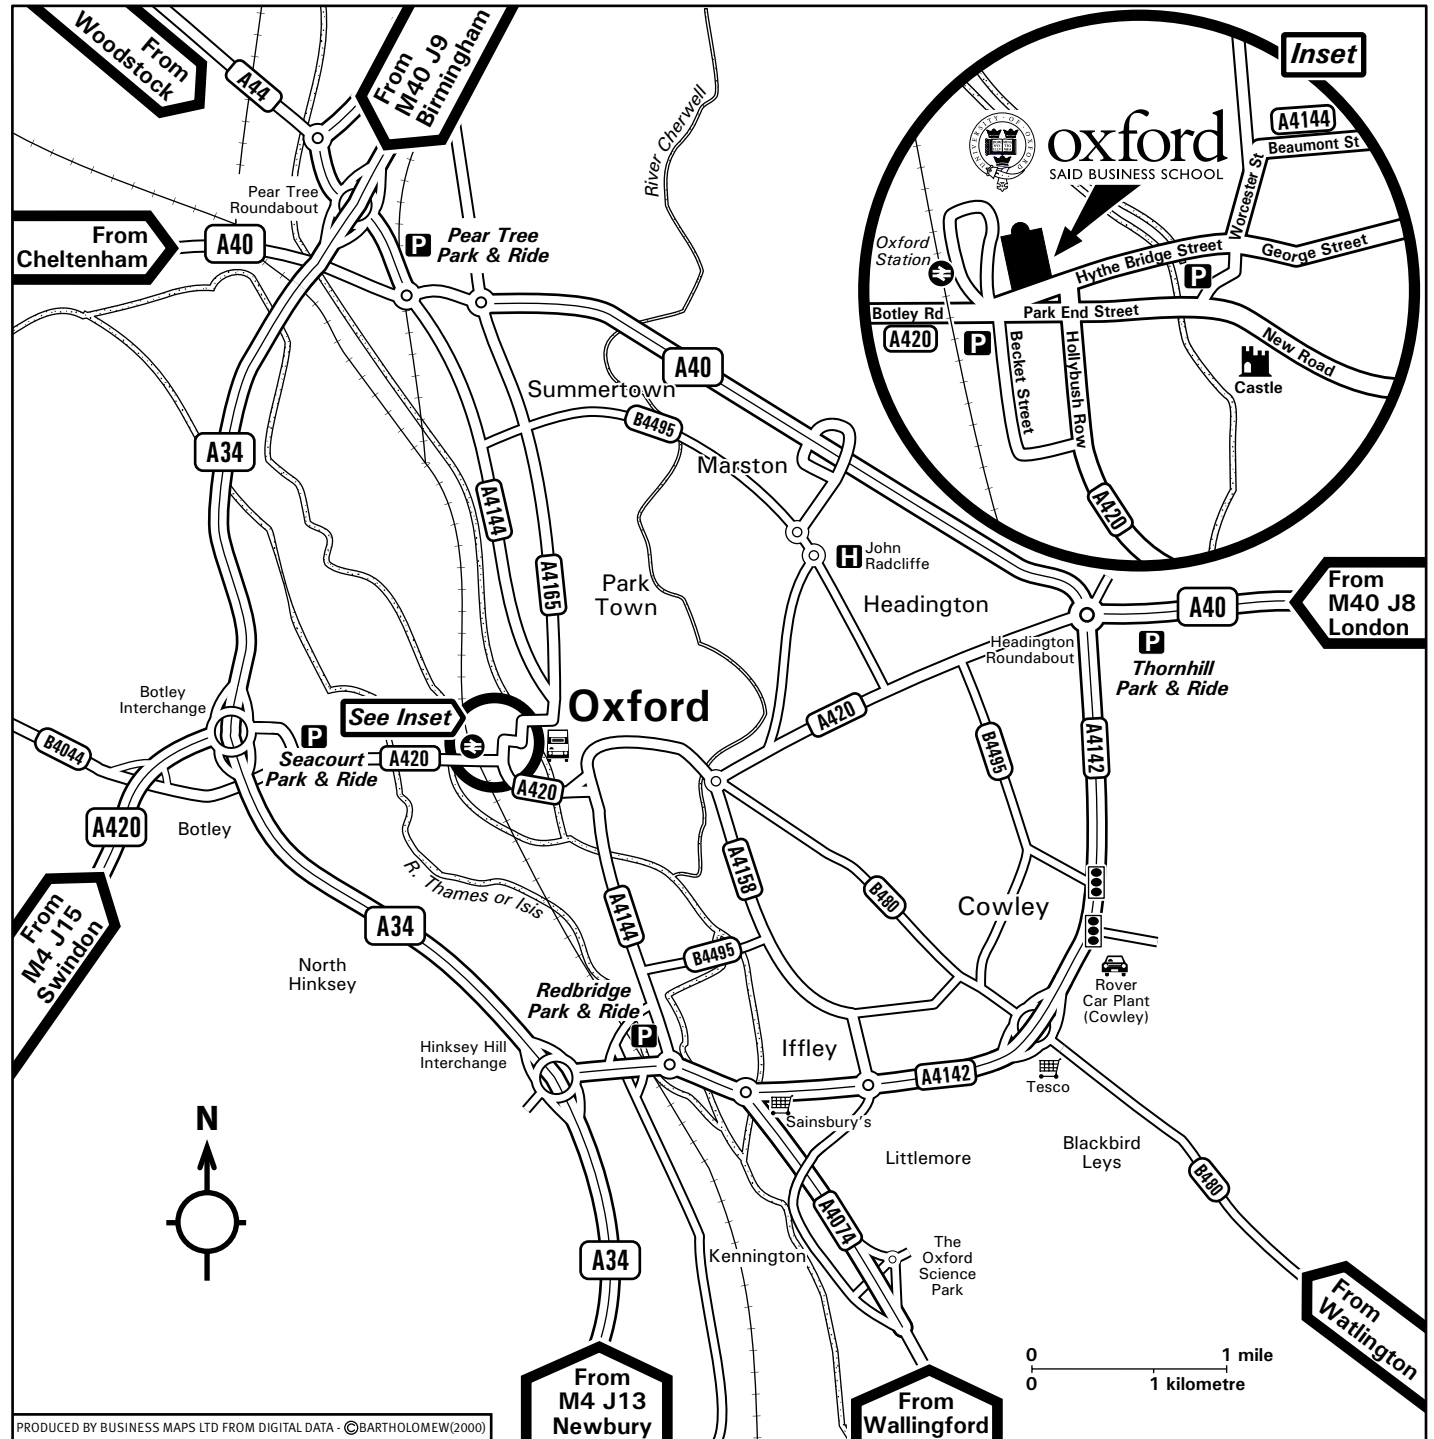 From
Woodstock
A44
From
M40 J9
Birmingham
River Cherwell
Inset
UNIVERSITY OF OXFORD
oxford
SAID BUSINESS SCHOOL
A4144
Beaumont St
Worcester St
George Street
Hythe Bridge Street
P
Oxford
Station
Botley Rd
A420
P
Park End Street
Becket Street
Hollybush Row
New Road
Castle
A420
Pear Tree
Roundabout
P
Pear Tree
Park & Ride
From
Cheltenham
A40
A40
Summertown
B4495
Marston
A34
A4144
A4165
Park
Town
H
John
Radcliffe
Headington
Headington
Roundabout
A40
From
M40 J8
London
P
Thornhill
Park & Ride
Botley
Interchange
B4044
P
Seacourt
Park & Ride
See Inset
A420
Oxford
A420
A420
B4495
A4142
A420
Botley
From
M4 J15
Swindon
R. Thames or Isis
A34
A4144
A4158
B480
Cowley
North
Hinksey
B4495
Redbridge
Park & Ride
P
Rover
Car Plant
(Cowley)
Hinksey Hill
Interchange
Iffley
A4142
Tesco
Sainsbury's
Littlemore
Blackbird
Leys
N
B480
A4074
Kennington
The
Oxford
Science
Park
A34
From
Watlington
0 1 mile
0 1 kilometre
From
M4 J13
Newbury
From
Wallingford
PRODUCED BY BUSINESS MAPS LTD FROM DIGITAL DATA - ©BARTHOLOMEW(2000)